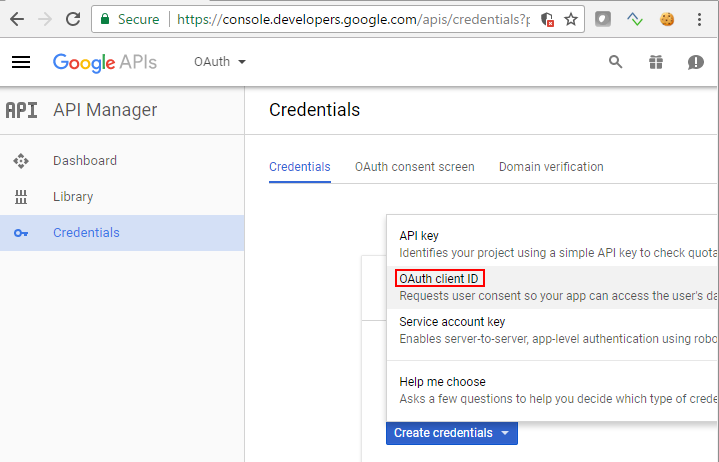 Secure https://console.developers.google.com/apis/credentials?p
Google APIs OAuth
API API Manager
Credentials
Dashboard
Library
Credentials
Credentials OAuth consent screen Domain verification
API key
Identifies your project using a simple API key to check quota
OAuth client ID
Requests user consent so your app can access the user's da
Service account key
Enables server-to-server, app-level authentication using robo
Help me choose
Asks a few questions to help you decide which type of crede
Create credentials